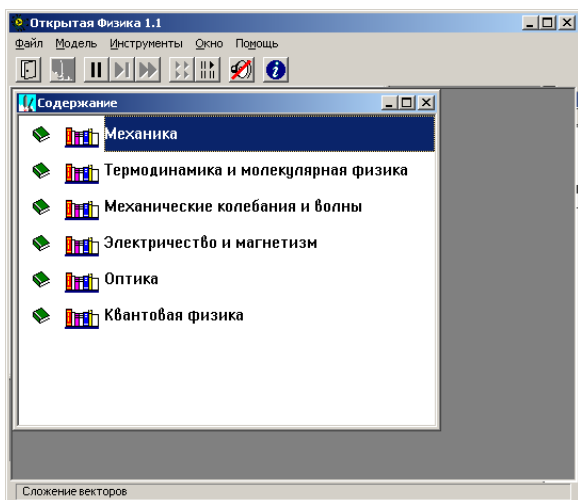 Открытая Физика 1.1
Файл Модель Инструменты Окно Помощь
Содержание
Механика
Термодинамика и молекулярная физика
Механические колебания и волны
Электричество и магнетизм
Оптика
Квантовая физика
Сложение векторов